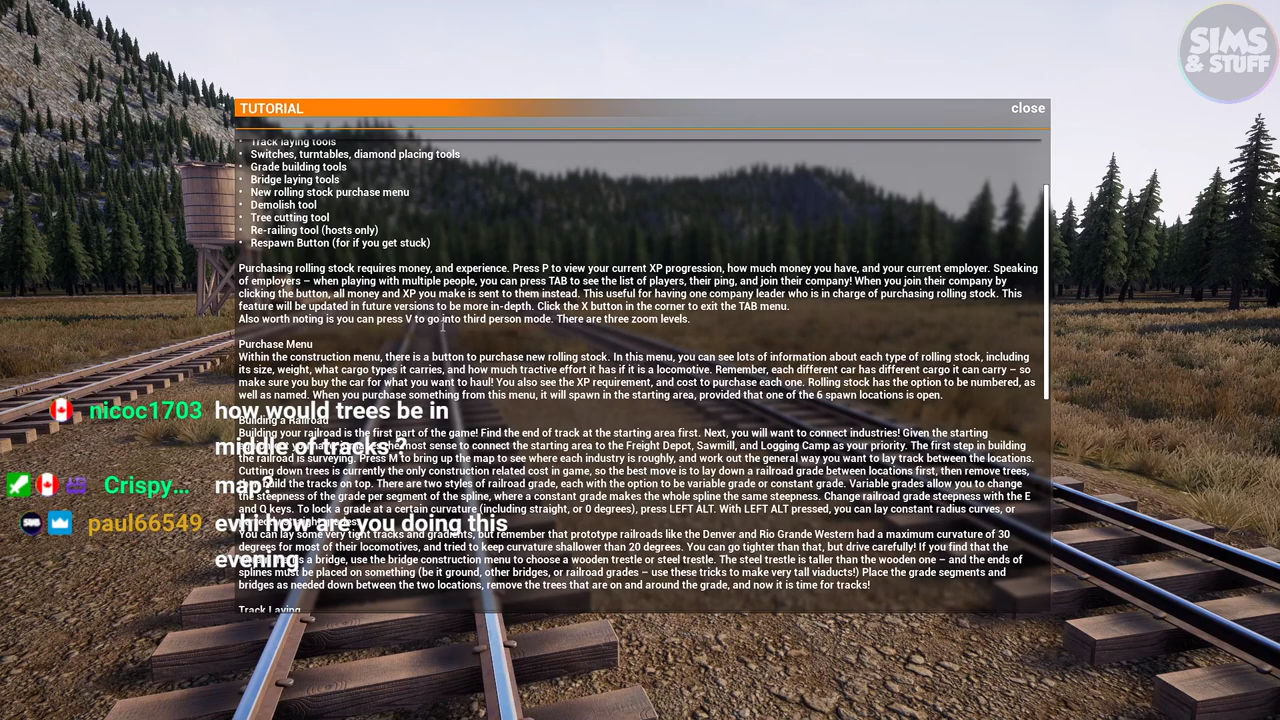 SIMS
& STUFF
TUTORIAL
close
• Track laying tools
• Switches, turntables, diamond placing tools
• Grade building tools
• Bridge laying tools
• New rolling stock purchase menu
• Demolish tool
• Tree cutting tool
• Re-railing tool (hosts only)
• Respawn Button (for if you get stuck)
Purchasing rolling stock requires money, and experience. Press P to view your current XP progression, how much money you have, and your current employer. Speaking
of employers – when playing with multiple people, you can press TAB to see the list of players, their ping, and join their company! When you join their company by
clicking the button, all money and XP you make is sent to them instead. This useful for having one company leader who is in charge of purchasing rolling stock. This
feature will be updated in future versions to be more in-depth. Click the X button in the corner to exit the TAB menu.
Also worth noting is you can press V to go into third person mode. There are three zoom levels.
Purchase Menu
Within the construction menu, there is a button to purchase new rolling stock. In this menu, you can see lots of information about each type of rolling stock, including
its size, weight, what cargo types it carries, and how much tractive effort it has if it is a locomotive. Remember, each different car has different cargo it can carry – so
make sure you buy the car for what you want to haul! You also see the XP requirement, and cost to purchase each one. Rolling stock has the option to be numbered, as
well as named. When you purchase something from this menu, it will spawn in the starting area, provided that one of the 6 spawn locations is open.
nicoc1703 how would trees be in
middle of tracks ?
Crispy... map?
paul66549 evhibaby are you doing this
evening
Building a Railroad
Building your railroad is the first part of the game! Find the end of track at the starting area first. Next, you will want to connect industries! Given the starting
most sense to connect the starting area to the Freight Depot, Sawmill, and Logging Camp as your priority. The first step in building
the railroad is surveying. Press M to bring up the map to see where each industry is roughly, and work out the general way you want to lay track between the locations.
Cutting down trees is currently the only construction related cost in game, so the best move is to lay down a railroad grade between locations first, then remove trees,
the tracks on top. There are two styles of railroad grade, each with the option to be variable grade or constant grade. Variable grades allow you to change
the steepness of the grade per segment of the spline, where a constant grade makes the whole spline the same steepness. Change railroad grade steepness with the E
and Q keys. To lock a grade at a certain curvature (including straight, or 0 degrees), press LEFT ALT. With LEFT ALT pressed, you can lay constant radius curves, or
You can lay some very tight tracks and gradients, but remember that prototype railroads like the Denver and Rio Grande Western had a maximum curvature of 30
degrees for most of their locomotives, and tried to keep curvature shallower than 20 degrees. You can go tighter than that, but drive carefully! If you find that the
a bridge, use the bridge construction menu to choose a wooden trestle or steel trestle. The steel trestle is taller than the wooden one – and the ends of
splines must be placed on something (be it ground, other bridges, or railroad grades – use these tricks to make very tall viaducts!) Place the grade segments and
bridges as needed down between the two locations, remove the trees that are on and around the grade, and now it is time for tracks!
Track Laying